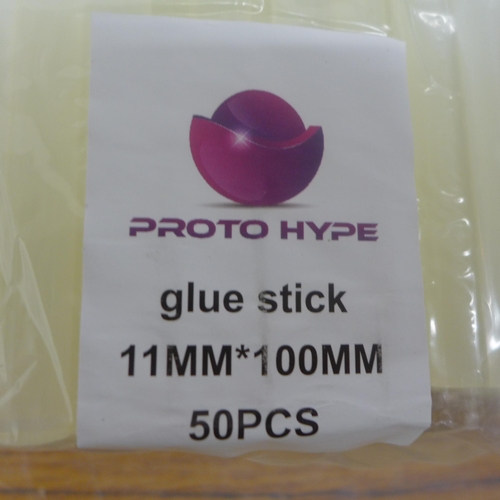 PROTO HYPE
glue stick
11MM*100MM
50PCS